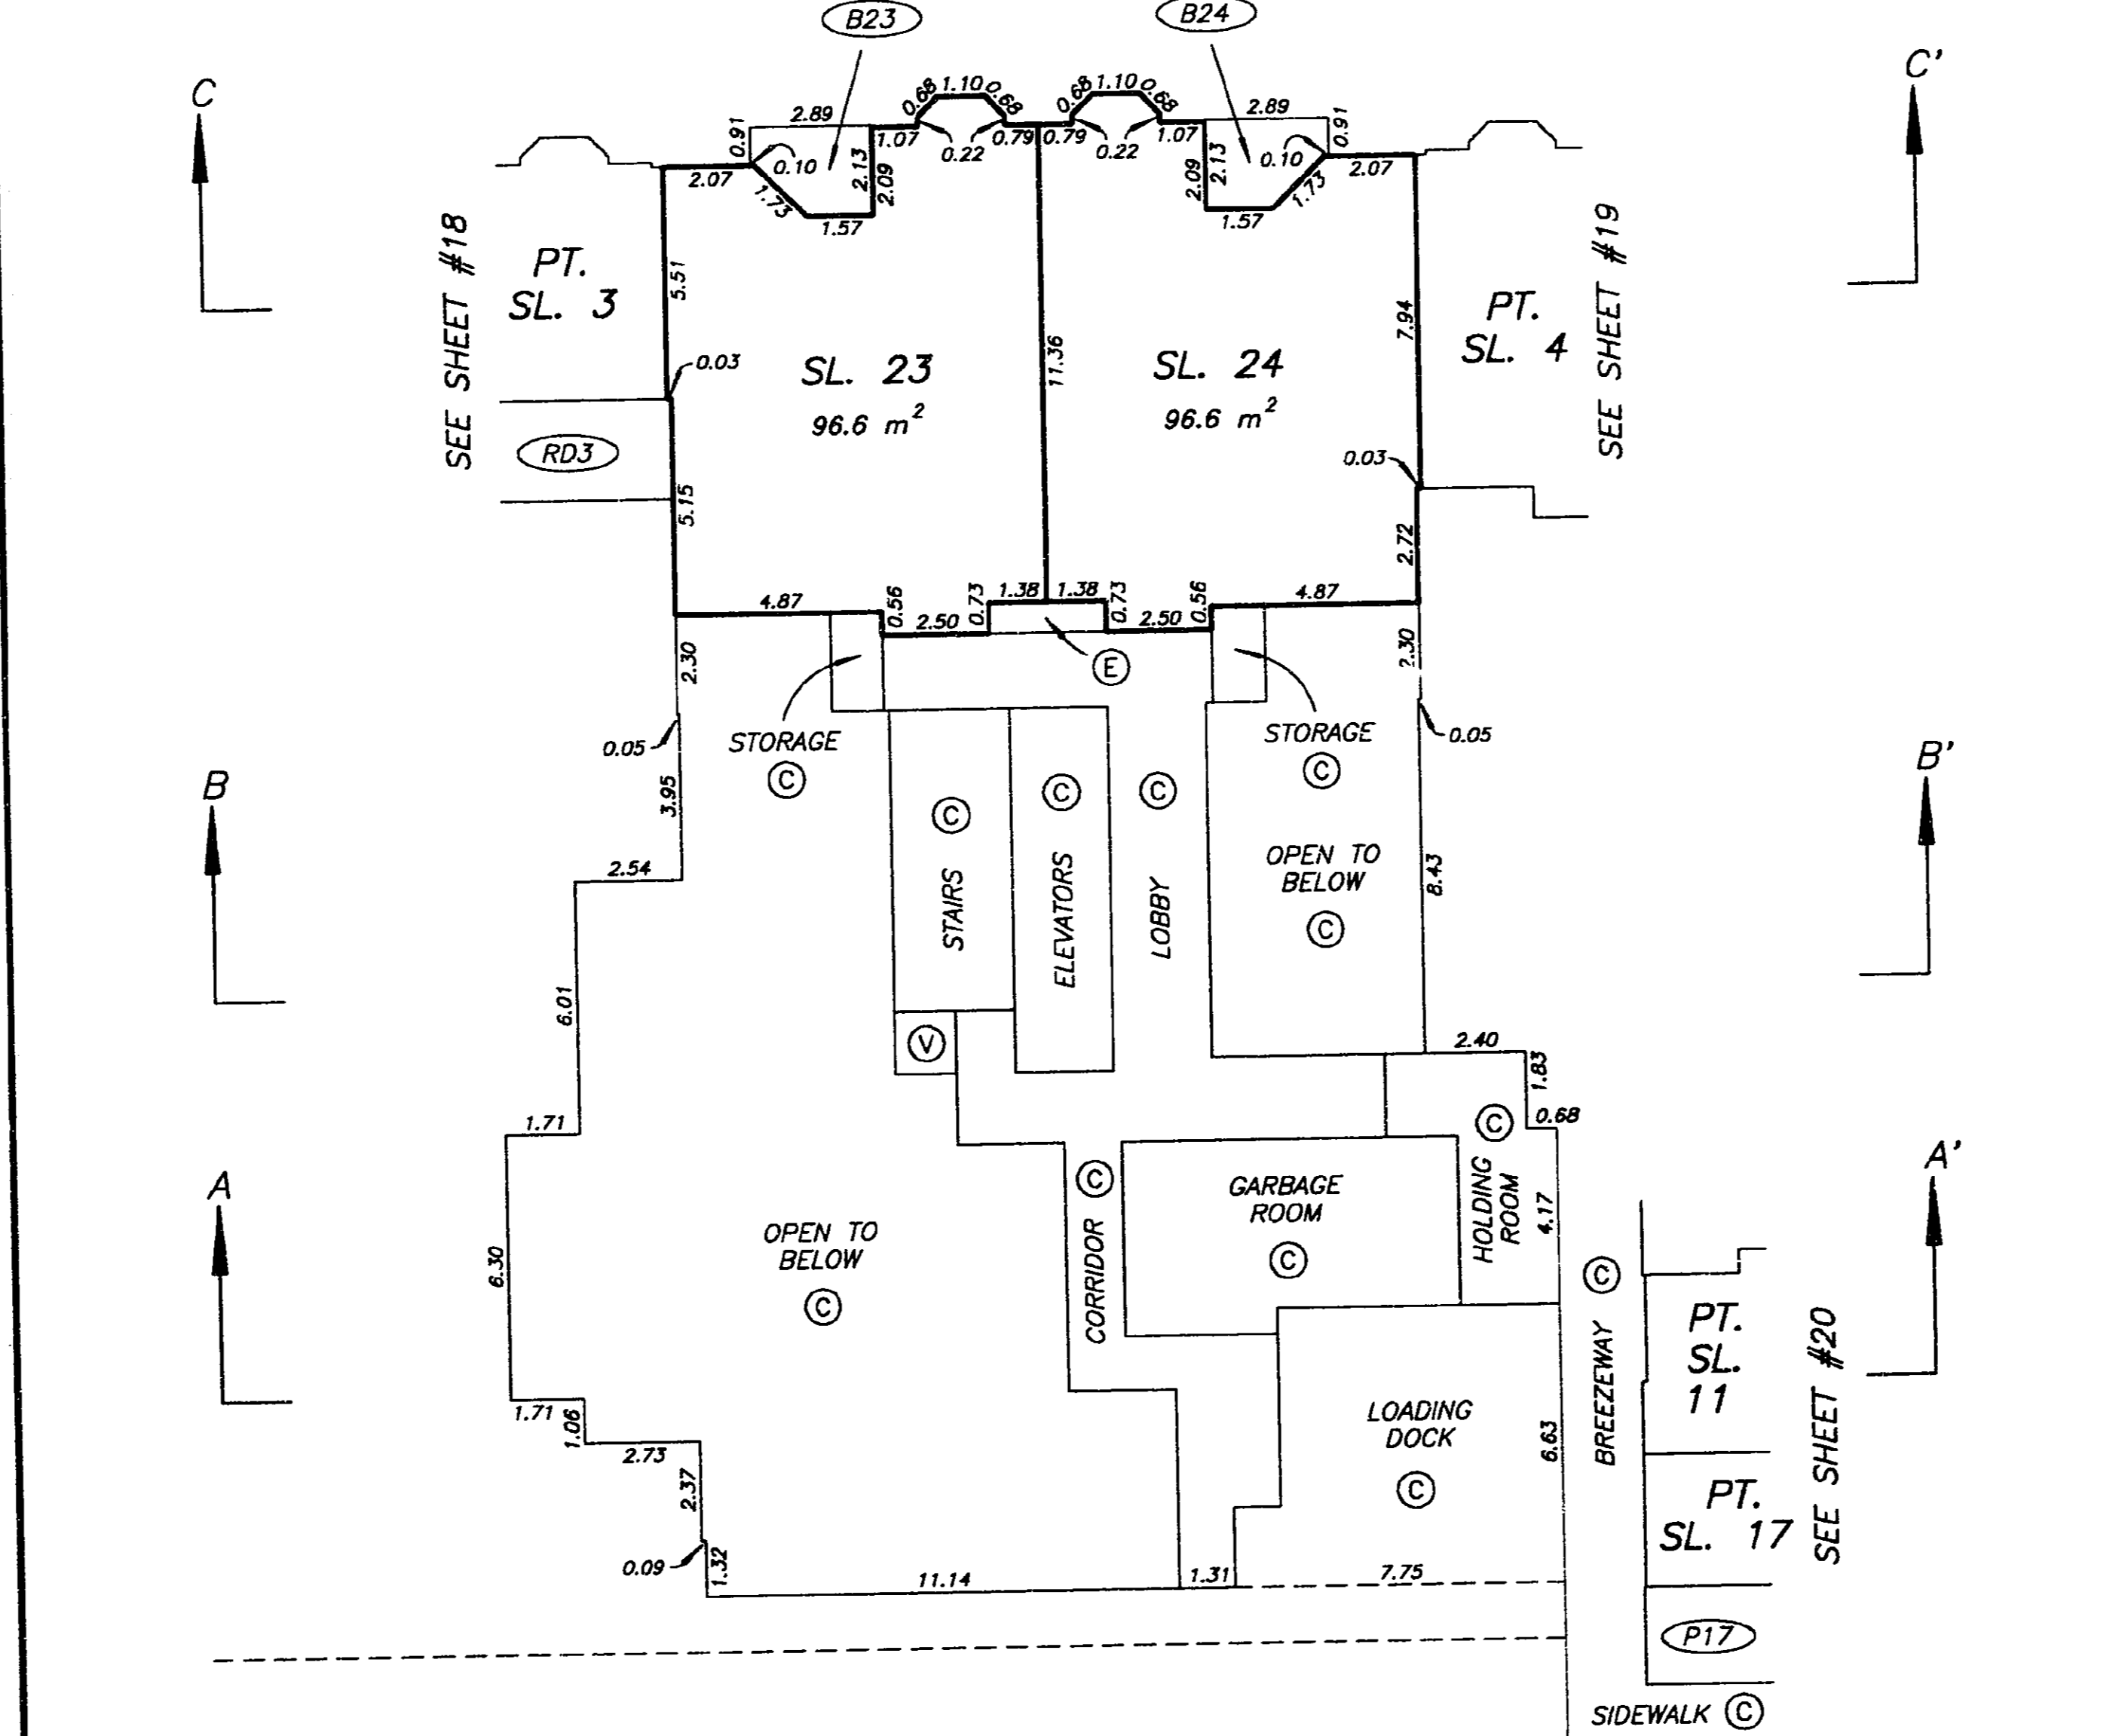 B23
B24
C
C'
0.68
1.10
0.68
0.68
1.10
0.68
2.89
2.89
0.91
0.91
1.07
0.79
0.79
1.07
0.22
0.22
0.10
0.10
2.13
2.09
2.09
2.13
2.07
2.07
1.73
1.73
1.57
1.57
SEE SHEET #18
SEE SHEET #19
PT.
SL. 3
PT.
SL. 4
5.51
7.94
11.36
0.03
0.03
SL. 23
96.6 m2
SL. 24
96.6 m2
RD3
5.15
2.72
4.87
0.56
2.50
0.73
1.38
1.38
0.73
2.50
0.56
4.87
E
2.30
2.30
0.05
0.05
STORAGE
C
STORAGE
C
B
B'
3.95
C
C
C
STAIRS
ELEVATORS
LOBBY
OPEN TO
BELOW
C
8.43
2.54
6.01
V
2.40
1.83
0.68
1.71
A
A'
C
CORRIDOR
GARBAGE
ROOM
C
C
HOLDING
ROOM
4.17
6.30
OPEN TO
BELOW
C
C
BREEZEWAY
PT.
SL.
11
SEE SHEET #20
LOADING
DOCK
C
6.63
1.71
1.06
2.73
2.37
PT.
SL. 17
0.09
1.32
11.14
1.31
7.75
P17
SIDEWALK C